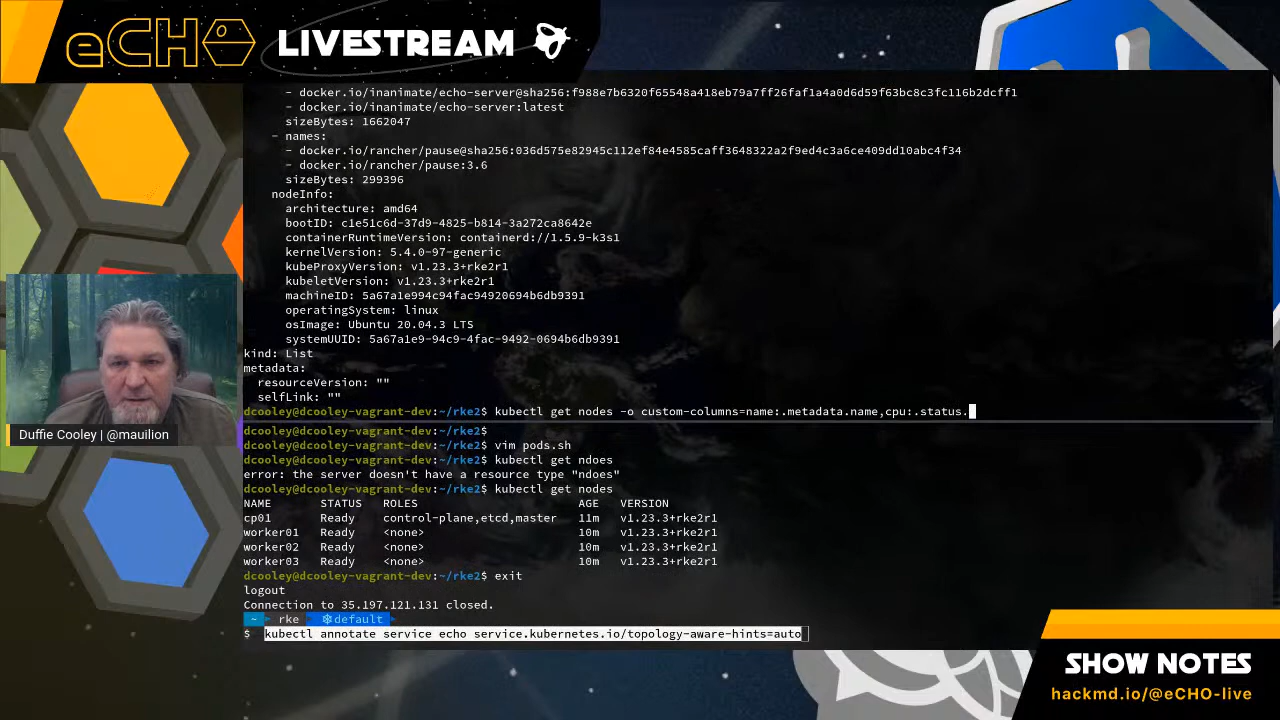 eCHO LIVESTREAM
- docker.io/inanimate/echo-server@sha256:f988e7b6320f65548a418eb79a7ff26faf1a4a0d6d59f63bc8c3fc116b2dcff1
- docker.io/inanimate/echo-server:latest
sizeBytes: 1662047
- names:
- docker.io/rancher/pause@sha256:036d575e82945c112ef84e4585caff3648322a2f9ed4c3a6ce409dd10abc4f34
- docker.io/rancher/pause:3.6
sizeBytes: 299396
nodeInfo:
architecture: amd64
bootID: c1e51c6d-37d9-4825-b814-3a272ca8642e
containerRuntimeVersion: containerd://1.5.9-k3s1
kernelVersion: 5.4.0-97-generic
kubeProxyVersion: v1.23.3+rke2r1
kubeletVersion: v1.23.3+rke2r1
machineID: 5a67a1e994c94fac94920694b6db9391
operatingSystem: linux
osImage: Ubuntu 20.04.3 LTS
systemUUID: 5a67a1e9-94c9-4fac-9492-0694b6db9391
kind: List
metadata:
resourceVersion: ""
selfLink: ""
dcooley@dcooley-vagrant-dev:~/rke2$ kubectl get nodes -o custom-columns=name:.metadata.name,cpu:.status.
dcooley@dcooley-vagrant-dev:~/rke2$
dcooley@dcooley-vagrant-dev:~/rke2$ vim pods.sh
dcooley@dcooley-vagrant-dev:~/rke2$ kubectl get ndoes
error: the server doesn't have a resource type "ndoes"
dcooley@dcooley-vagrant-dev:~/rke2$ kubectl get nodes
NAME STATUS ROLES AGE VERSION
cp01 Ready control-plane,etcd,master 11m v1.23.3+rke2r1
worker01 Ready <none> 10m v1.23.3+rke2r1
worker02 Ready <none> 10m v1.23.3+rke2r1
worker03 Ready <none> 10m v1.23.3+rke2r1
dcooley@dcooley-vagrant-dev:~/rke2$ exit
logout
Connection to 35.197.121.131 closed.
~ rke default
$ kubectl annotate service echo service.kubernetes.io/topology-aware-hints=auto
Duffie Cooley | @mauilion
SHOW NOTES
hackmd.io/@eCHO-live